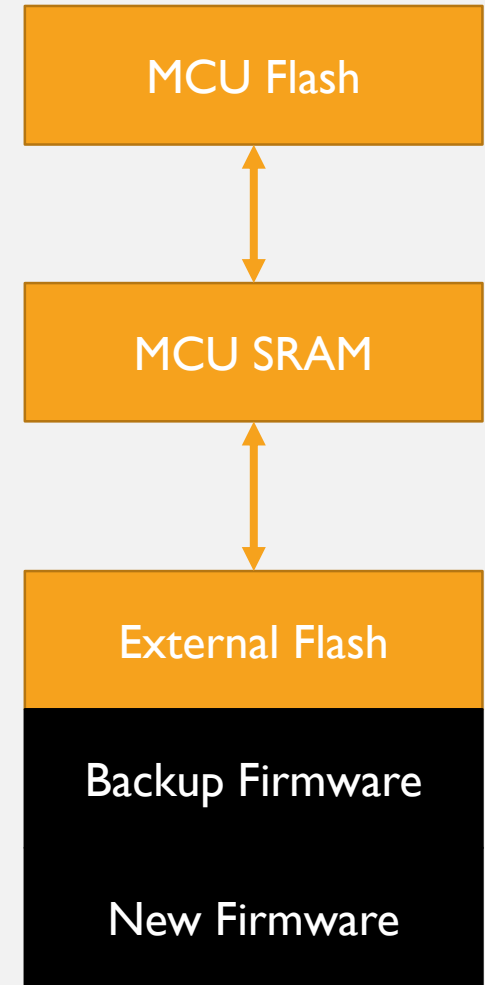 MCU Flash
MCU SRAM
External Flash
Backup Firmware
New Firmware